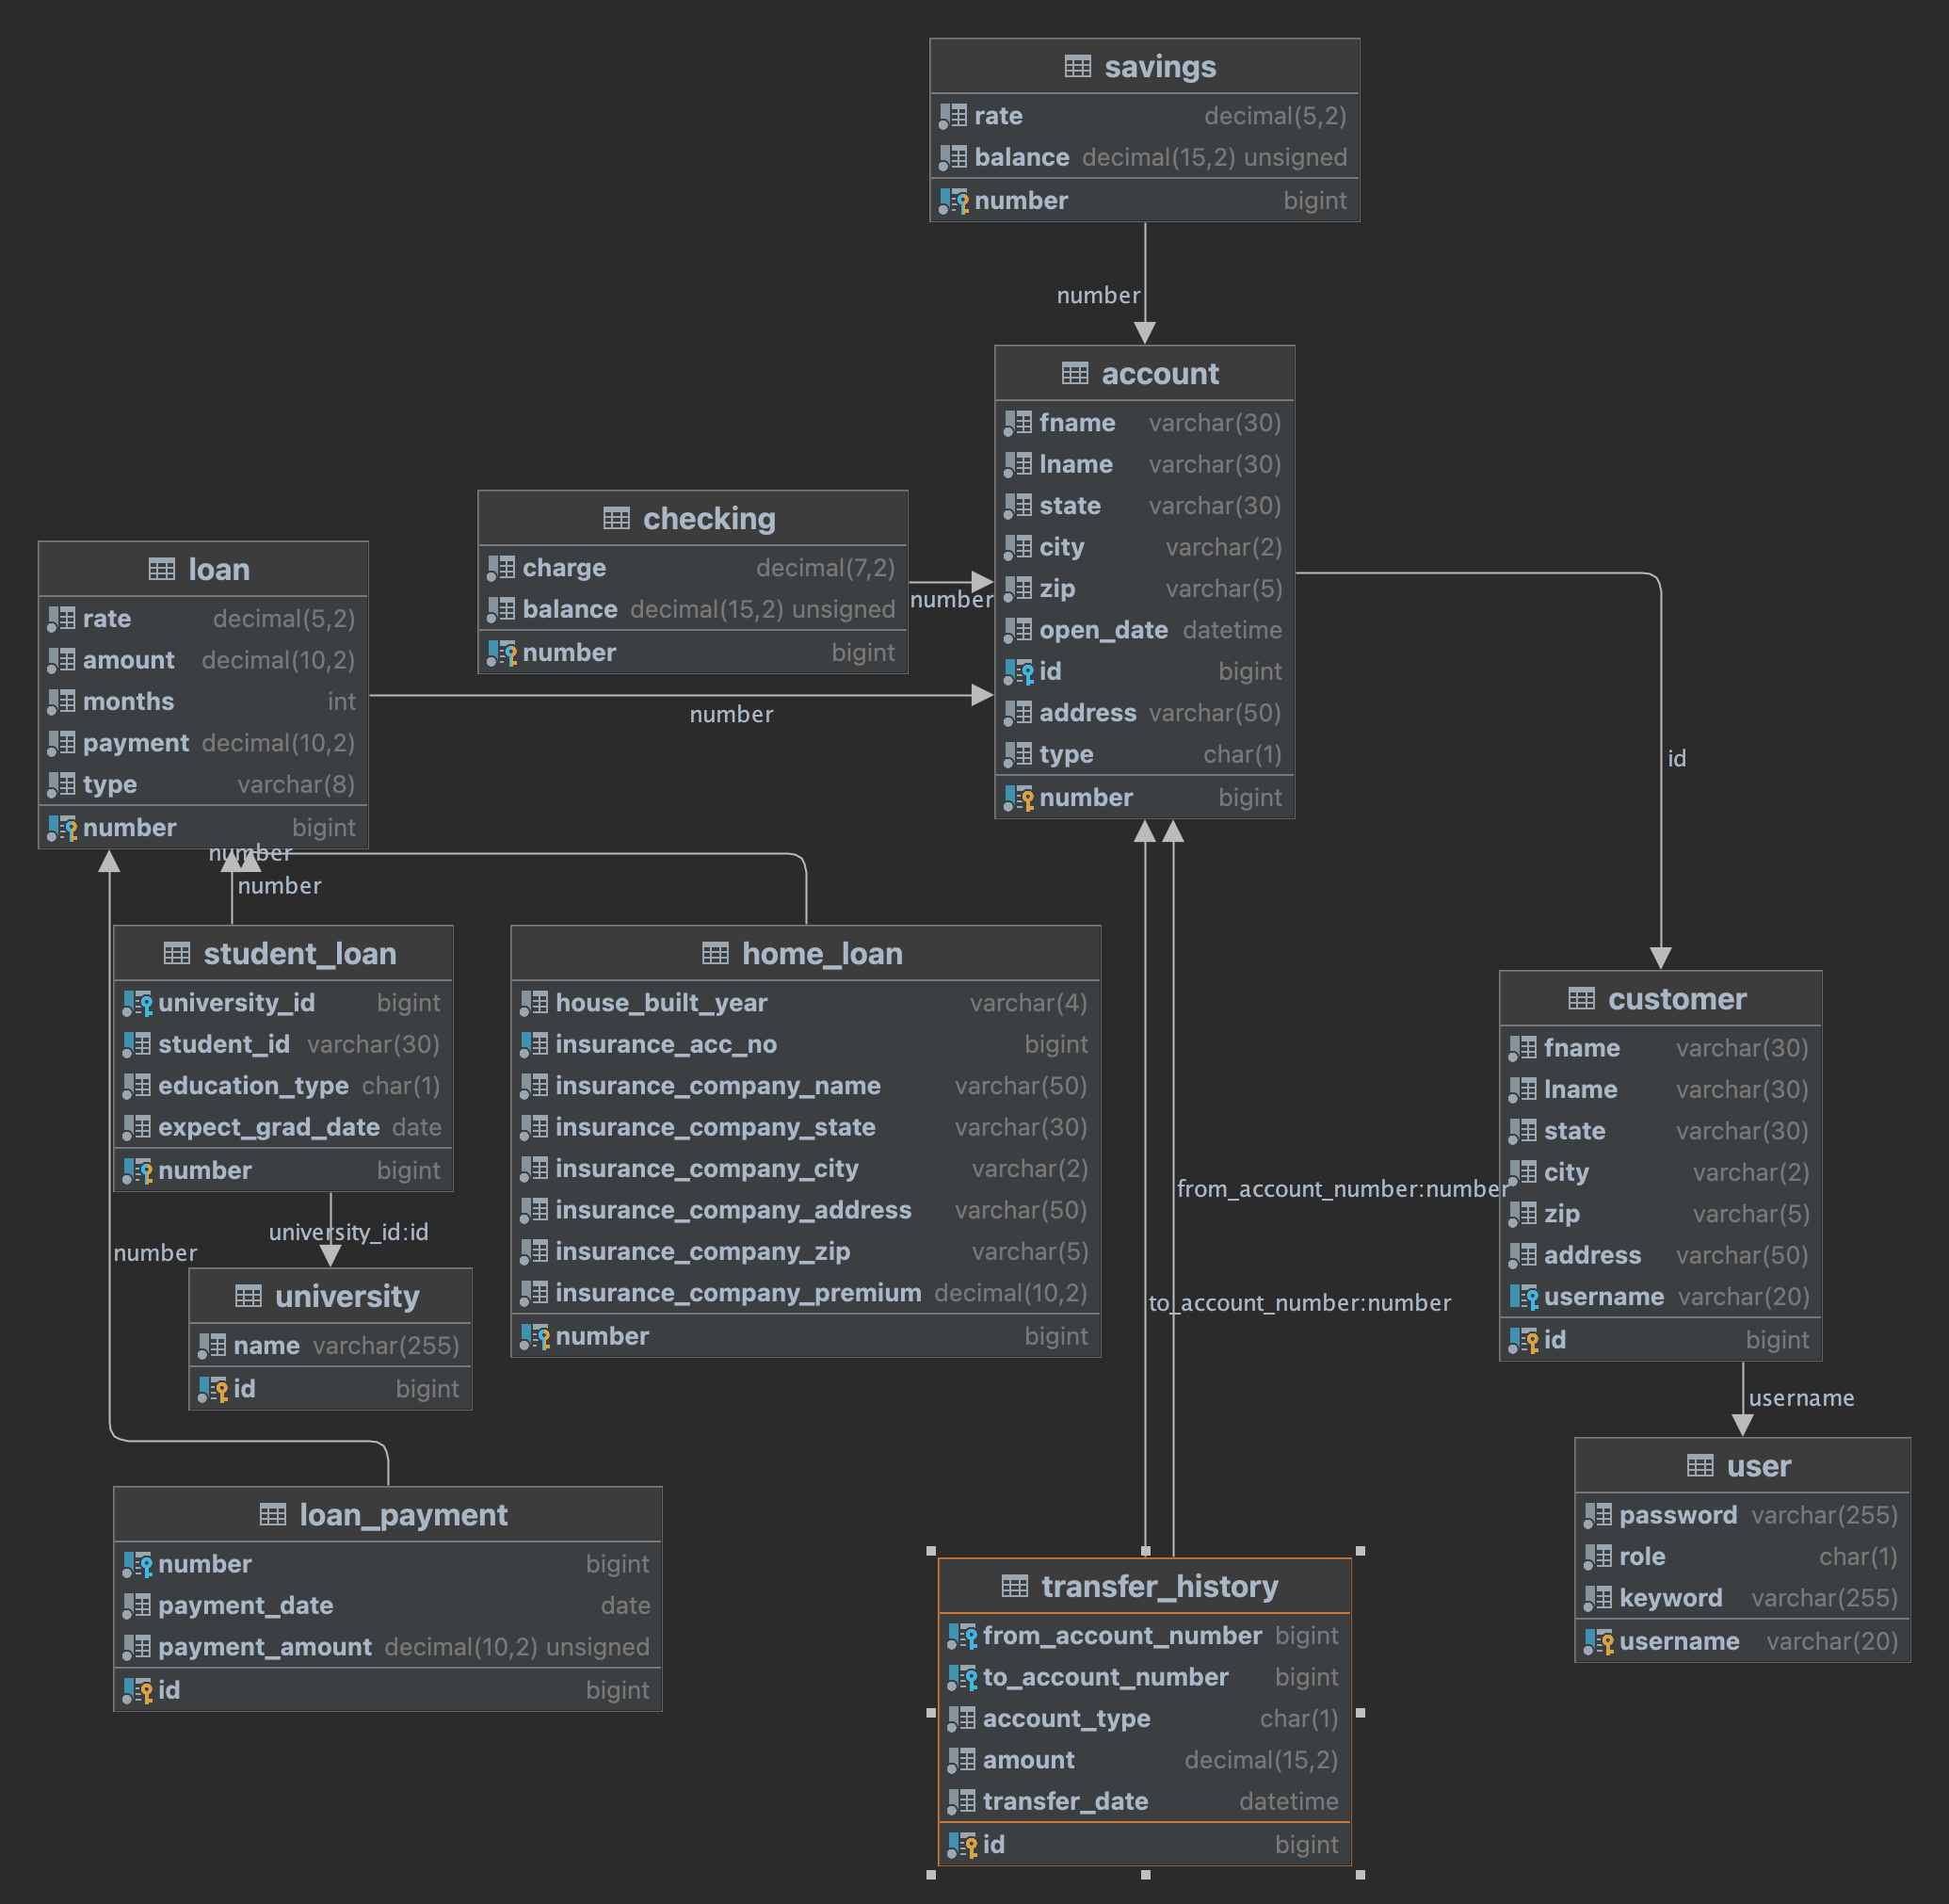 savings
rate decimal(5,2)
balance decimal(15,2) unsigned
number bigint
number
account
fname varchar(30)
lname varchar(30)
state varchar(30)
city varchar(2)
zip varchar(5)
open_date datetime
id bigint
address varchar(50)
type char(1)
number bigint
checking
charge decimal(7,2)
balance decimal(15,2) unsigned
number bigint
number
loan
rate decimal(5,2)
amount decimal(10,2)
months int
payment decimal(10,2)
type varchar(8)
number bigint
number
id
number
number
student_loan
university_id bigint
student_id varchar(30)
education_type char(1)
expect_grad_date date
number bigint
university_id:id
number
university
name varchar(255)
id bigint
home_loan
house_built_year varchar(4)
insurance_acc_no bigint
insurance_company_name varchar(50)
insurance_company_state varchar(30)
insurance_company_city varchar(2)
insurance_company_address varchar(50)
insurance_company_zip varchar(5)
insurance_company_premium decimal(10,2)
number bigint
from_account_number:number
to_account_number:number
customer
fname varchar(30)
lname varchar(30)
state varchar(30)
city varchar(2)
zip varchar(5)
address varchar(50)
username varchar(20)
id bigint
username
user
password varchar(255)
role char(1)
keyword varchar(255)
username varchar(20)
loan_payment
number bigint
payment_date date
payment_amount decimal(10,2) unsigned
id bigint
transfer_history
from_account_number bigint
to_account_number bigint
account_type char(1)
amount decimal(15,2)
transfer_date datetime
id bigint